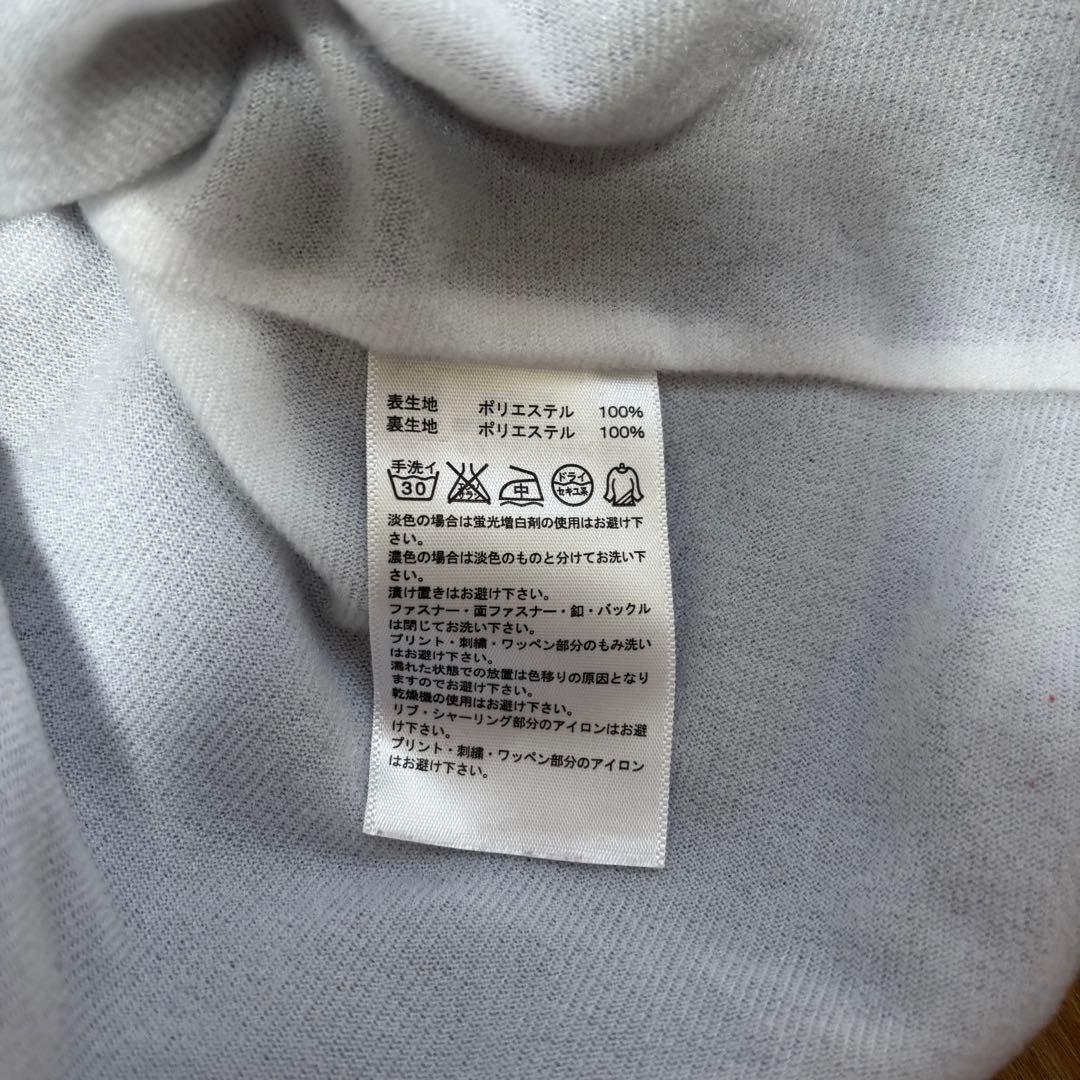 表生地 ポリエステル 100%
裏生地 ポリエステル 100%
手洗イ
30
中
ドライ
セキユ系
淡色の場合は蛍光増白剤の使用はお避け下
さい。
濃色の場合は淡色のものと分けてお洗い下
さい。
漬け置きはお避け下さい。
ファスナー・面ファスナー・釦・バックル
は閉じてお洗い下さい。
プリント・刺繍・ワッペン部分のもみ洗い
はお避け下さい。
濡れた状態での放置は色移りの原因となり
ますのでお避け下さい。
乾燥機の使用はお避け下さい。
リブ・シャーリング部分のアイロンはお避
け下さい。
プリント・刺繍・ワッペン部分のアイロン
はお避け下さい。